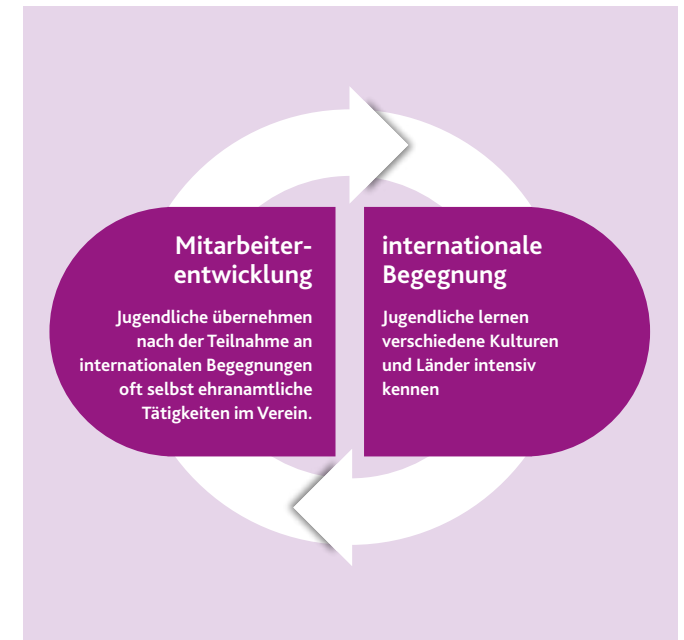 Mitarbeiter-
entwicklung
Jugendliche übernehmen
nach der Teilnahme an
internationalen Begegnungen
oft selbst ehranamtliche
Tätigkeiten im Verein.
internationale
Begegnung
Jugendliche lernen
verschiedene Kulturen
und Länder intensiv
kennen